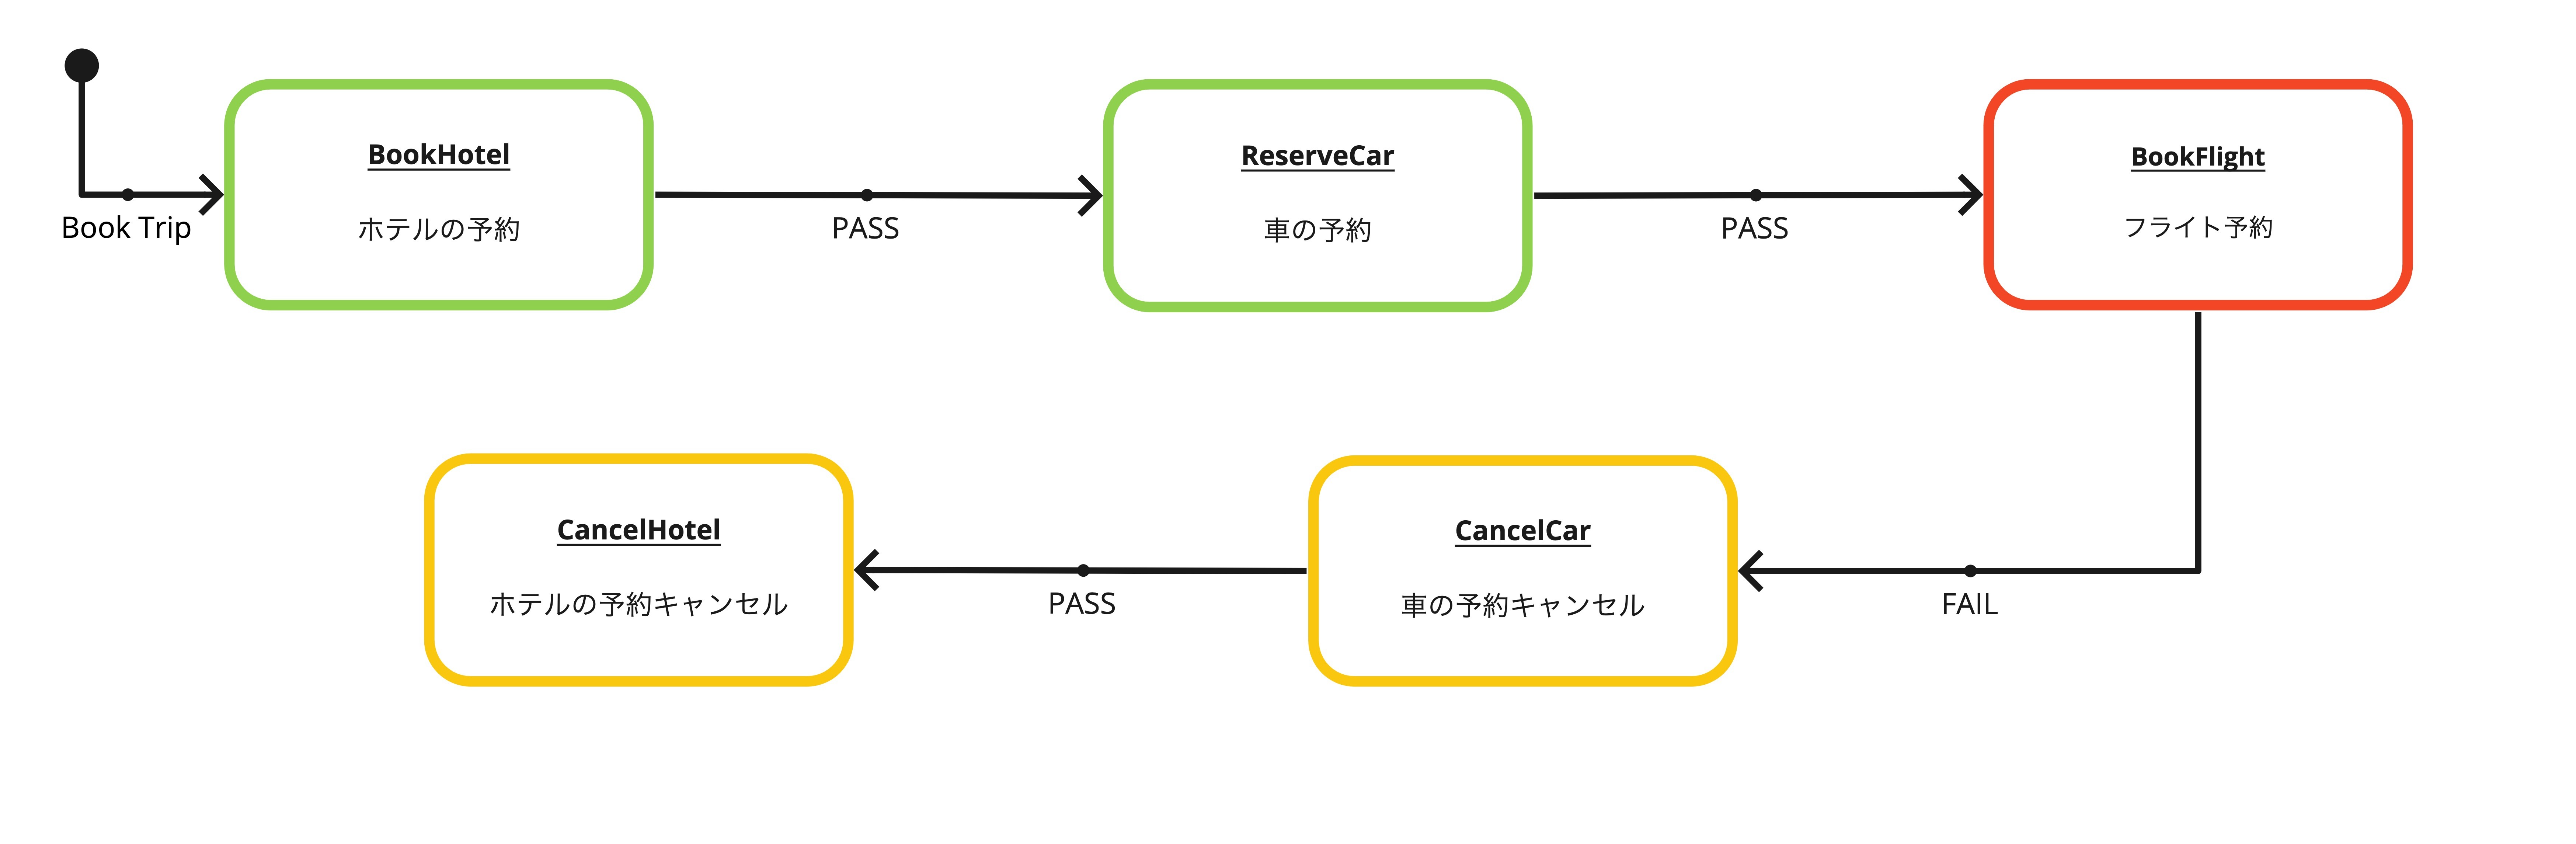 Book Trip
BookHotel
ホテルの予約
PASS
ReserveCar
車の予約
PASS
BookFlight
フライト予約
FAIL
CancelCar
車の予約キャンセル
PASS
CancelHotel
ホテルの予約キャンセル